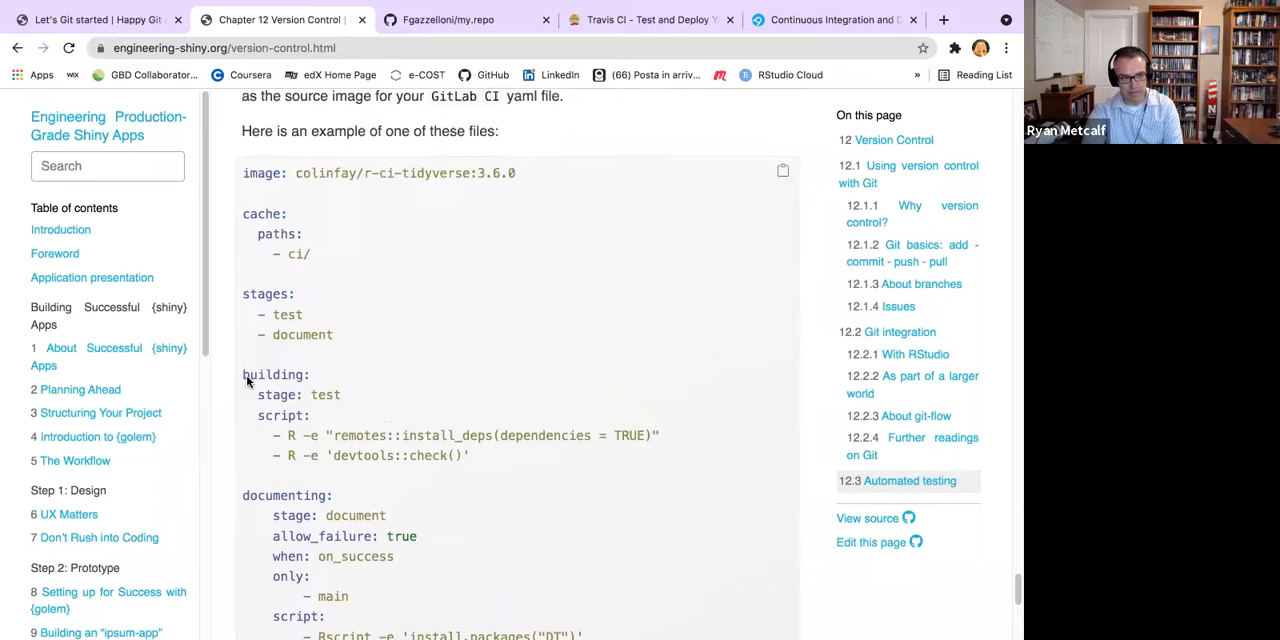 Let's Git started | Happy Git
Chapter 12 Version Control |
Fgazzelloni/my.repo
Travis CI - Test and Deploy Y
Continuous Integration and D
engineering-shiny.org/version-control.html
Apps
WIX
GBD Collaborator...
Coursera
edX Home Page
e-COST
GitHub
LinkedIn
(66) Posta in arriv...
RStudio Cloud
»
Reading List
Engineering Production-
Grade Shiny Apps
Search
Table of contents
Introduction
Foreword
Application presentation
Building Successful {shiny}
Apps
1 About Successful {shiny}
Apps
2 Planning Ahead
3 Structuring Your Project
4 Introduction to {golem}
5 The Workflow
Step 1: Design
6 UX Matters
7 Don't Rush into Coding
Step 2: Prototype
8 Setting up for Success with
{golem}
9 Building an "ipsum-app"
as the source image for your GitLab CI yaml file.
Here is an example of one of these files:
image: colinfay/r-ci-tidyverse:3.6.0
cache:
paths:
- ci/
stages:
- test
- document
building:
stage: test
script:
- R -e "remotes::install_deps(dependencies = TRUE)"
- R -e 'devtools::check()'
documenting:
stage: document
allow_failure: true
when: on_success
only:
- main
script:
- Rscript -e 'install.packages("DT")'
On this page
12 Version Control
12.1 Using version control
with Git
12.1.1 Why version
control?
12.1.2 Git basics: add -
commit - push - pull
12.1.3 About branches
12.1.4 Issues
12.2 Git integration
12.2.1 With RStudio
12.2.2 As part of a larger
world
12.2.3 About git-flow
12.2.4 Further readings
on Git
12.3 Automated testing
View source
Edit this page
Ryan Metcalf